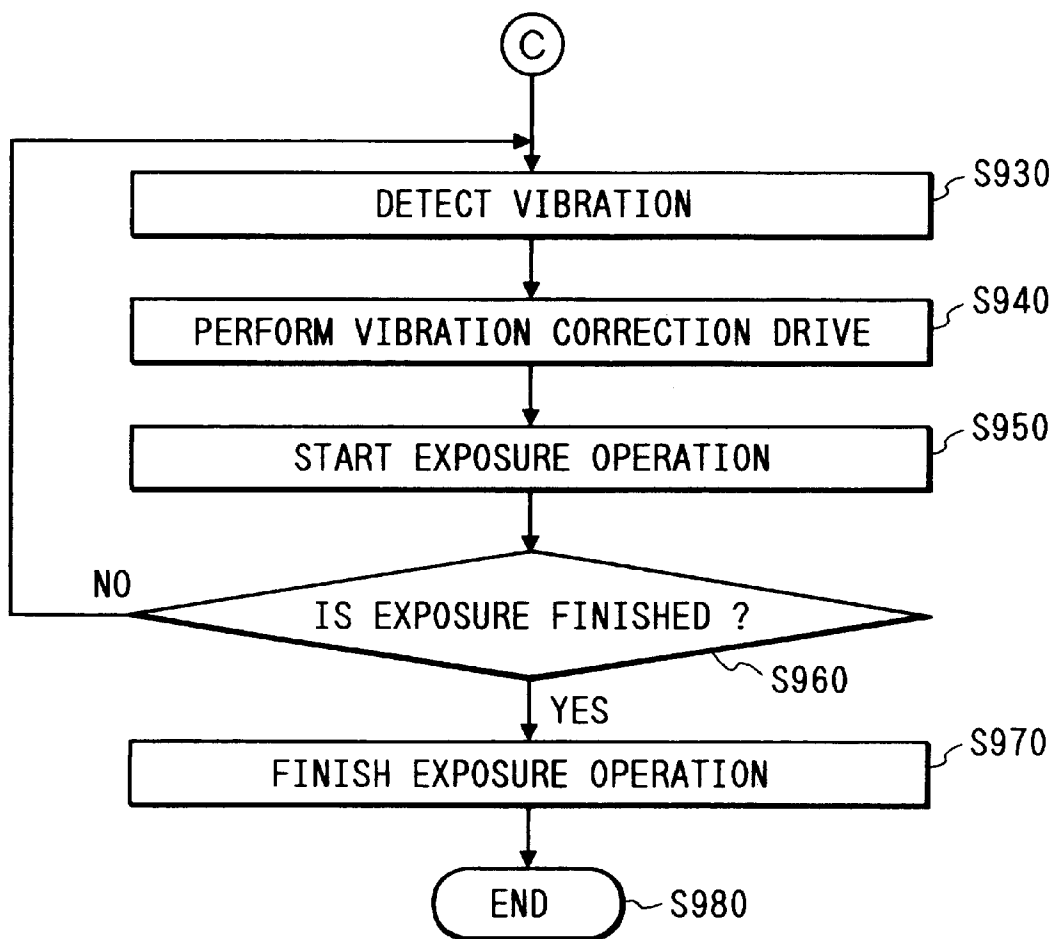 C
DETECT VIBRATION
S930
PERFORM VIBRATION CORRECTION DRIVE
S940
START EXPOSURE OPERATION
S950
NO
IS EXPOSURE FINISHED ?
S960
YES
FINISH EXPOSURE OPERATION
S970
END
S980